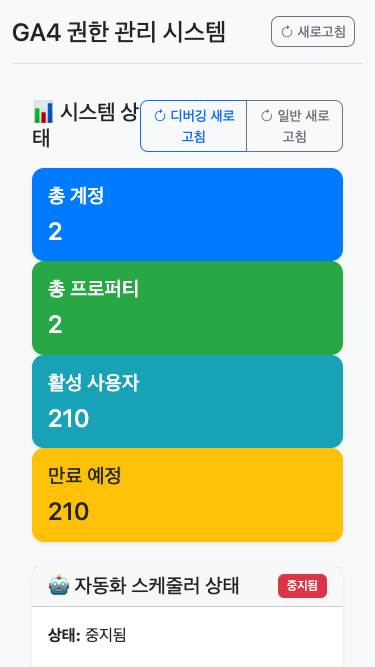 GA4 권한 관리 시스템
새로고침
📊 시스템 상
태
디버깅 새로
고침
일반 새로
고침
총 계정
2
총 프로퍼티
2
활성 사용자
210
만료 예정
210
🤖 자동화 스케줄러 상태
중지됨
상태: 중지됨